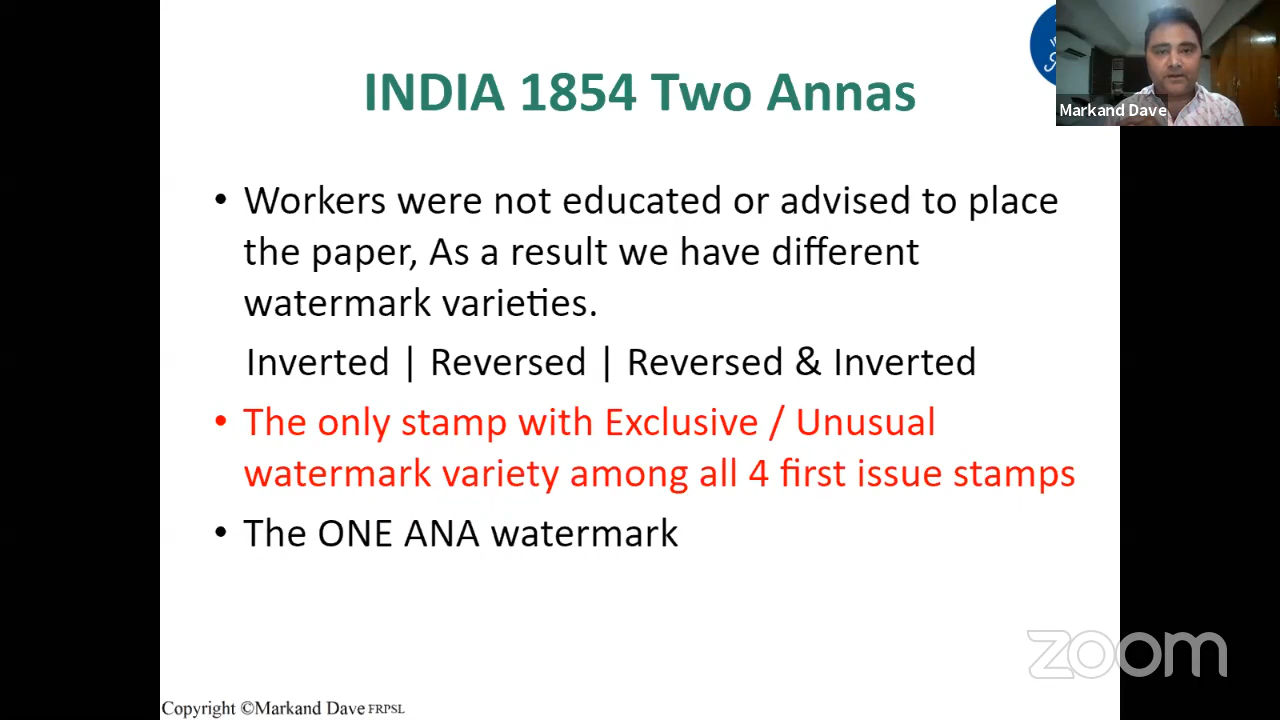 INDIA 1854 Two Annas
Markand Dave
• Workers were not educated or advised to place
the paper, As a result we have different
watermark varieties.
Inverted | Reversed | Reversed & Inverted
• The only stamp with Exclusive / Unusual
watermark variety among all 4 first issue stamps
• The ONE ANA watermark
zoom
Copyright ©Markand Dave FRPSL